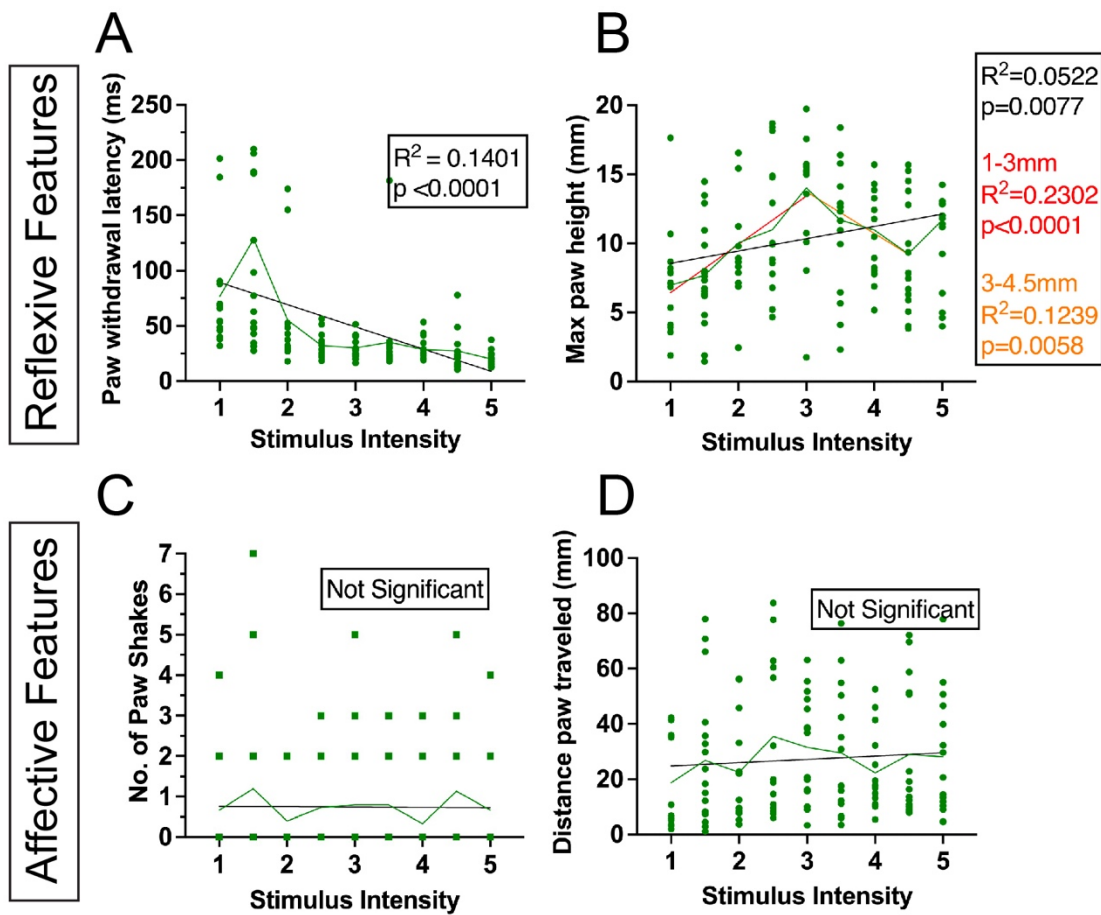 Reflexive Features
A
Paw withdrawal latency (ms)
250
200
150
100
50
0
R² = 0.1401
p <0.0001
1 2 3 4 5
Stimulus Intensity
B
Max paw height (mm)
20
15
10
5
0
1 2 3 4 5
Stimulus Intensity
R²=0.0522
p=0.0077
1-3mm
R²=0.2302
p<0.0001
3-4.5mm
R²=0.1239
p=0.0058
Affective Features
C
No. of Paw Shakes
7
6
5
4
3
2
1
0
Not Significant
1 2 3 4 5
Stimulus Intensity
D
Distance paw traveled (mm)
100
80
60
40
20
0
Not Significant
1 2 3 4 5
Stimulus Intensity